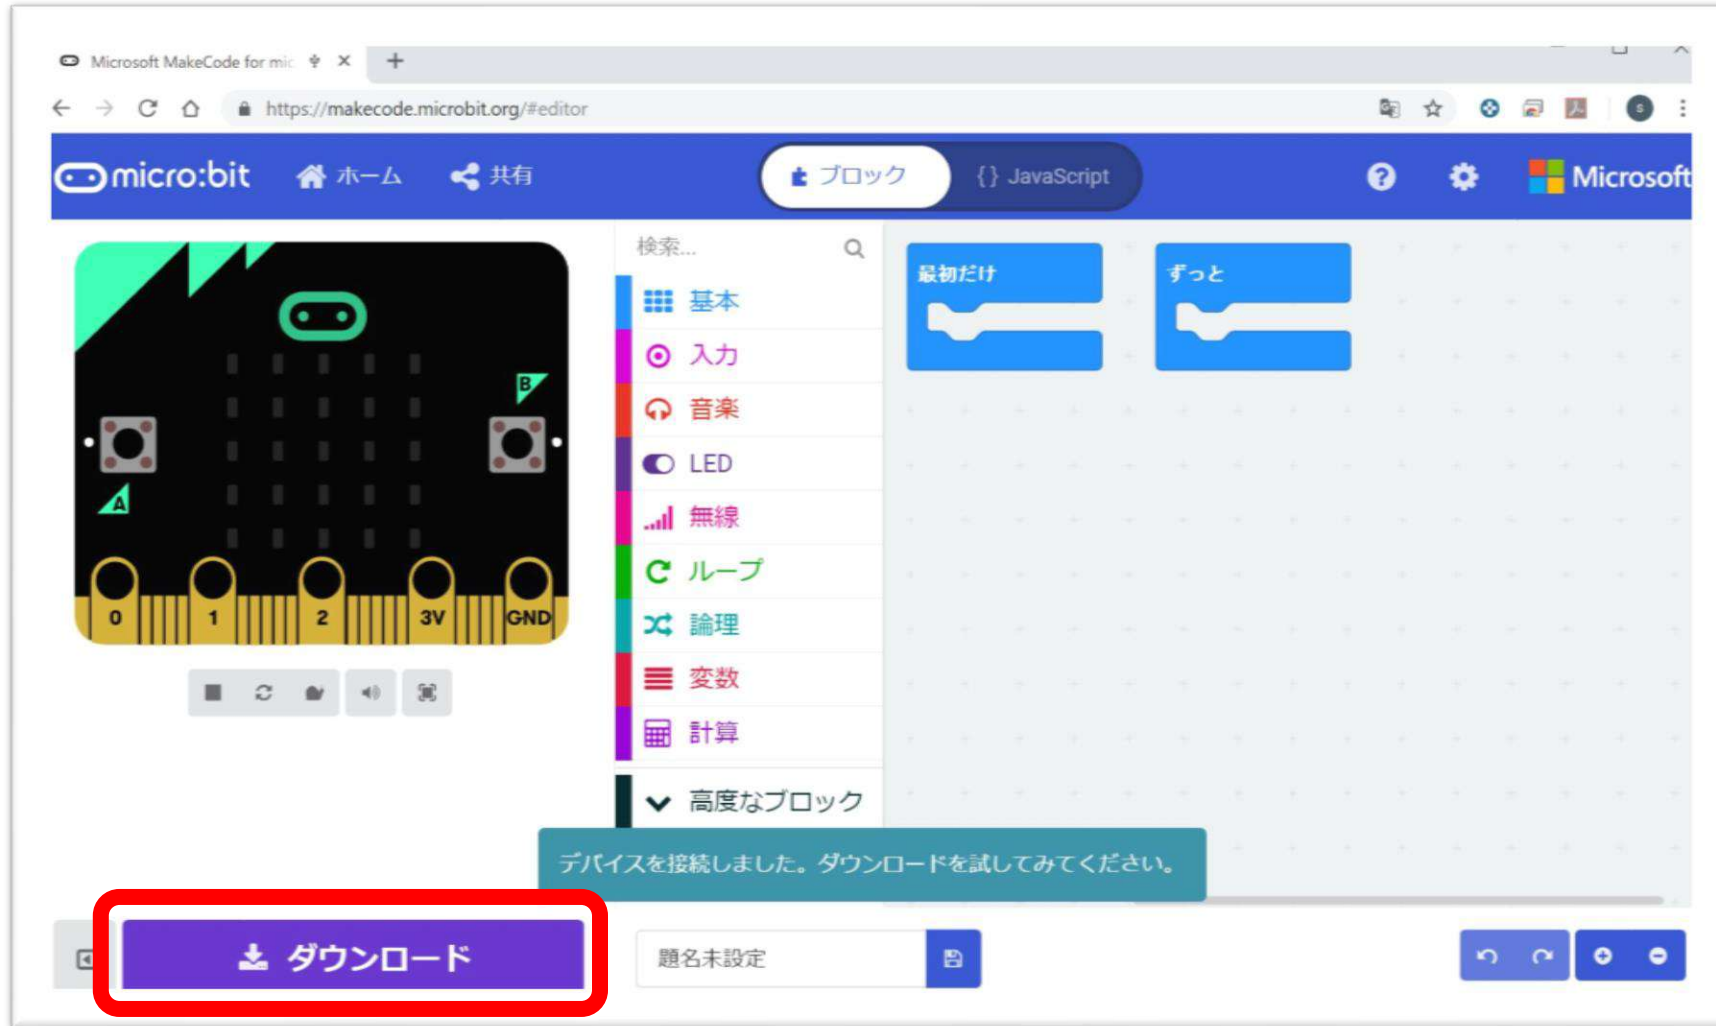 Microsoft MakeCode for mic
https://makecode.microbit.org/#editor
S
micro:bit
ホーム
共有
ブロック
{} JavaScript
?
Microsoft
検索...
基本
入力
音楽
LED
無線
ループ
論理
変数
計算
高度なブロック
最初だけ
ずっと
B
A
0
1
2
3V
GND
デバイスを接続しました。ダウンロードを試してみてください。
ダウンロード
題名未設定